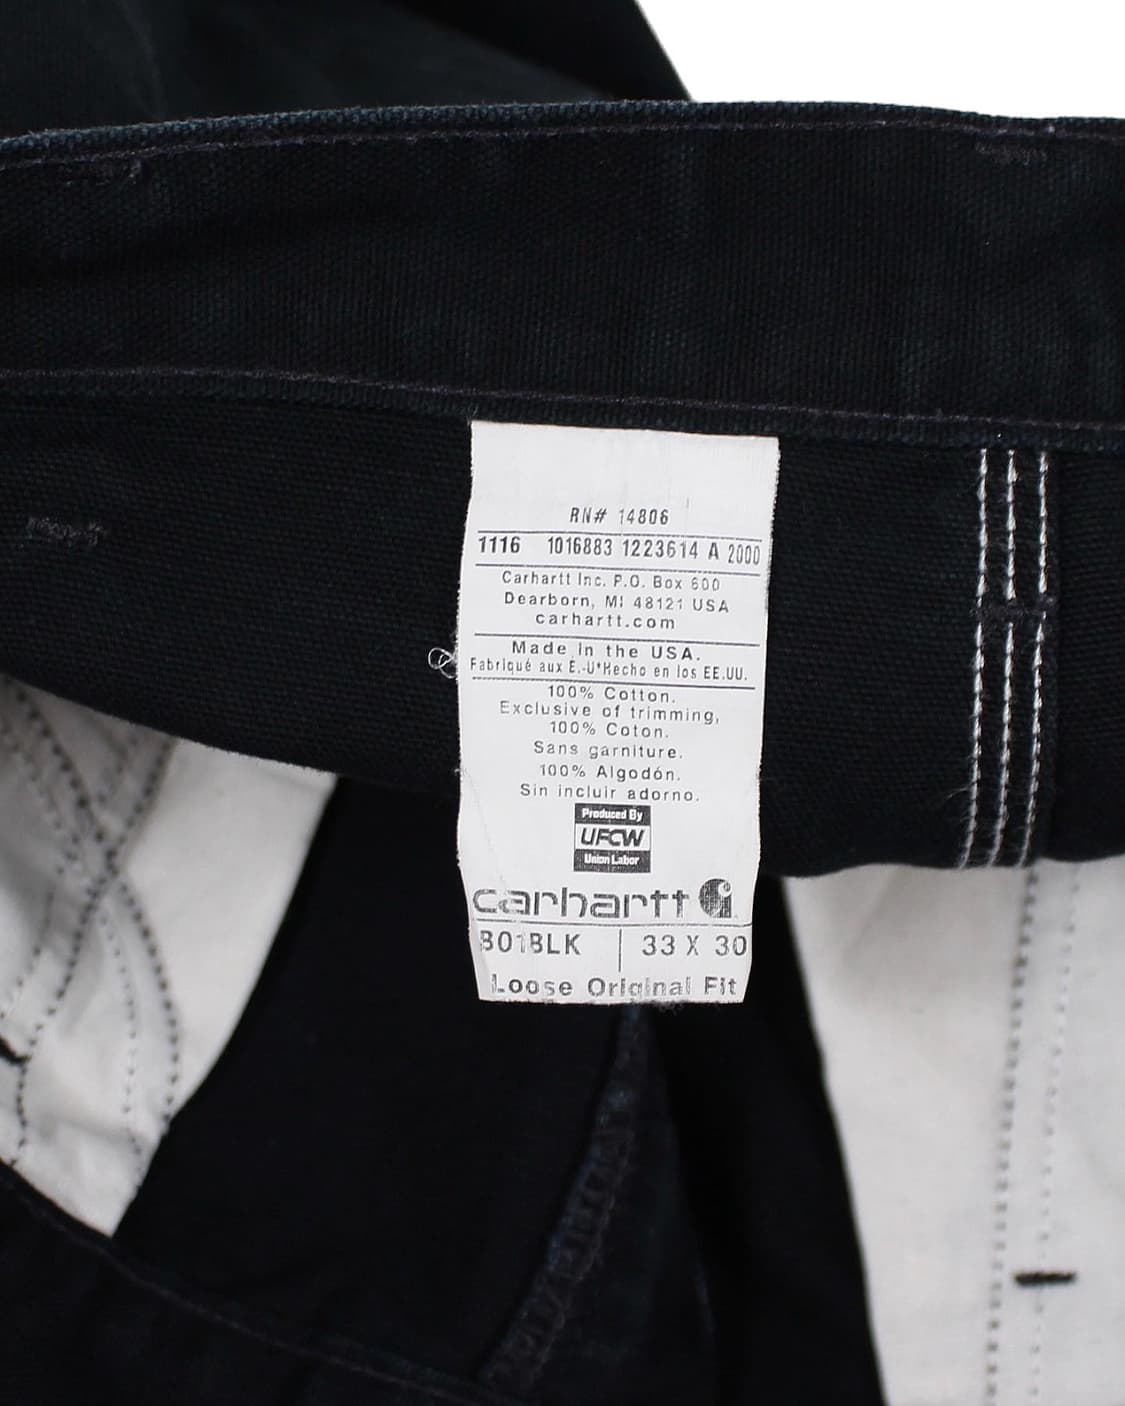 RN# 14806
1116 1016883 1223614 A 2000
Carhartt Inc. P.O. Box 600
Dearborn, MI 48121 USA
carhartt.com
Made in the USA.
Fabriqué aux É.-U*Hecho en los EE.UU.
100% Cotton.
Exclusive of trimming,
100% Coton.
Sans garniture.
100% Algodón.
Sin incluir adorno.
Produced By
UFCW
Union Labor
carhartt
B01BLK 33 X 30
Loose Original Fit